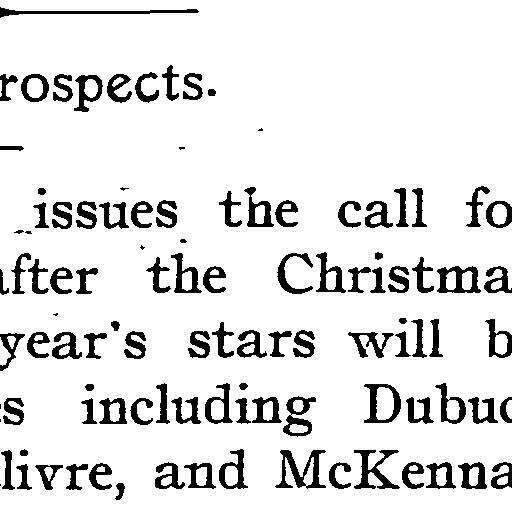 rospects.
issues the call fo
after the Christma
year's stars will b
es including Dubuc
livre, and McKenna